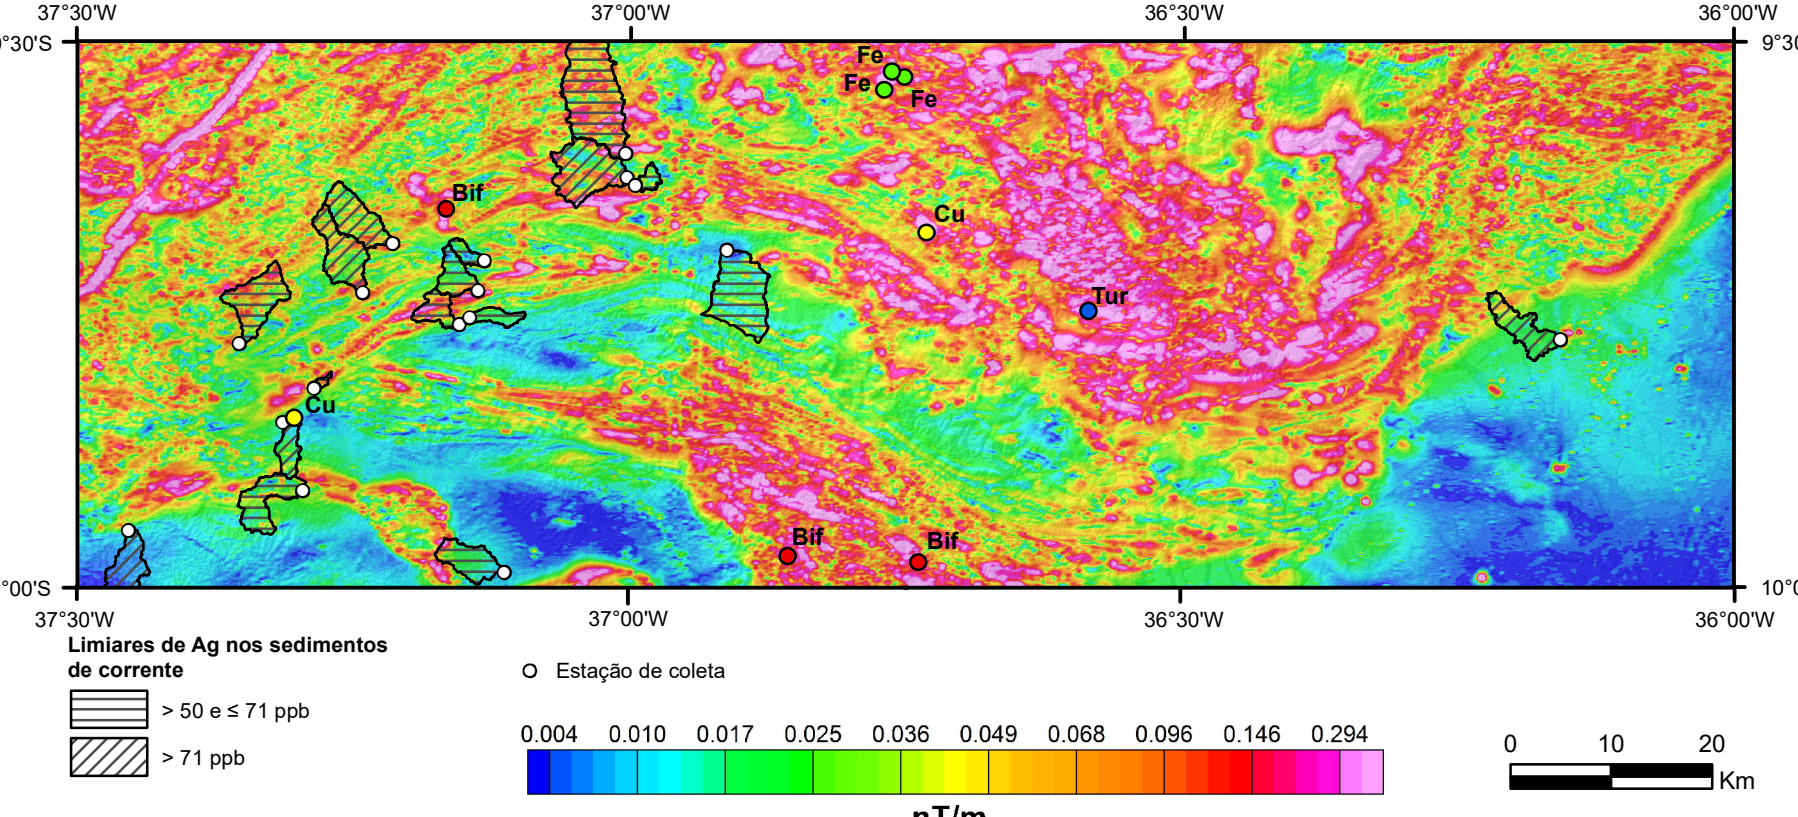 37°30'W 37°00'W 36°30'W 36°00'W
°30'S 9°30
Fe
Fe
Fe
Bif
Cu
Tur
Cu
Bif
Bif
°00'S 10°0
37°30'W 37°00'W 36°30'W 36°00'W
Limiares de Ag nos sedimentos
de corrente
> 50 e ≤ 71 ppb
> 71 ppb
Estação de coleta
0.004 0.010 0.017 0.025 0.036 0.049 0.068 0.096 0.146 0.294
nT/m
0 10 20
Km